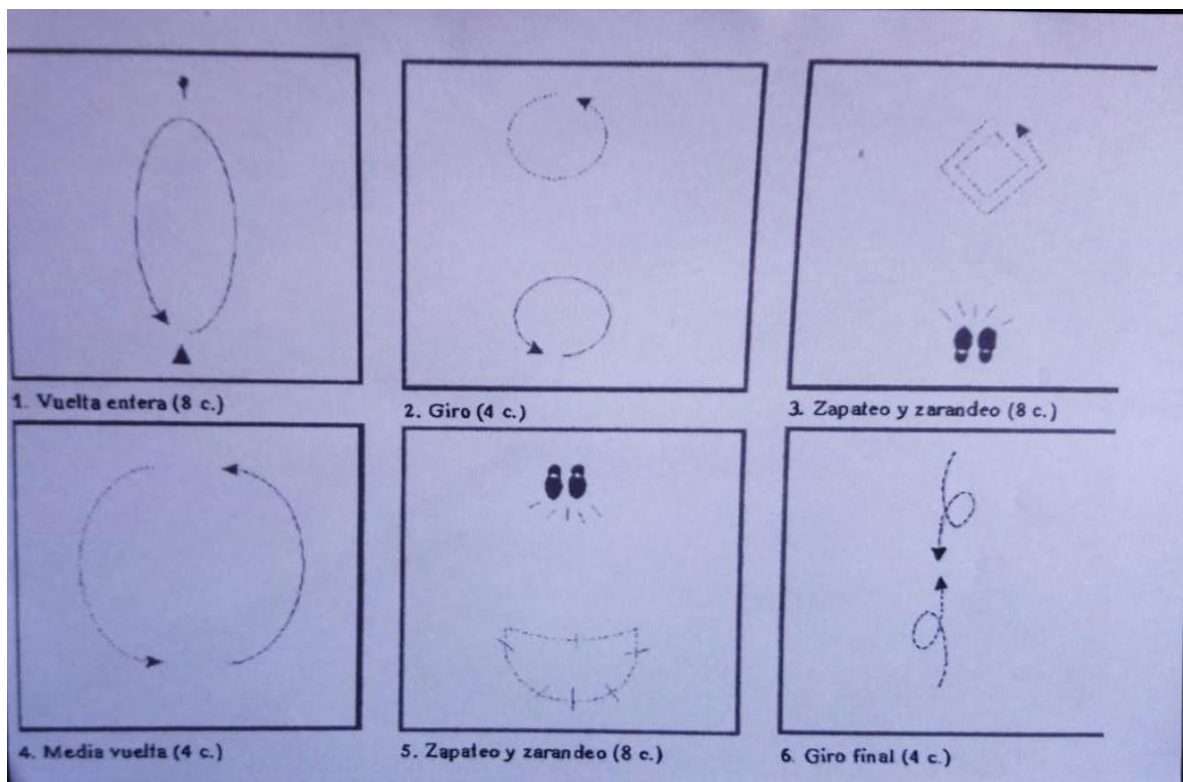 1. Vuelta entera (8 c.)
2. Giro (4 c.)
3. Zapateo y zarandeo (8 c.)
4. Media vuelta (4 c.)
5. Zapateo y zarandeo (8 c.)
6. Giro final (4 c.)